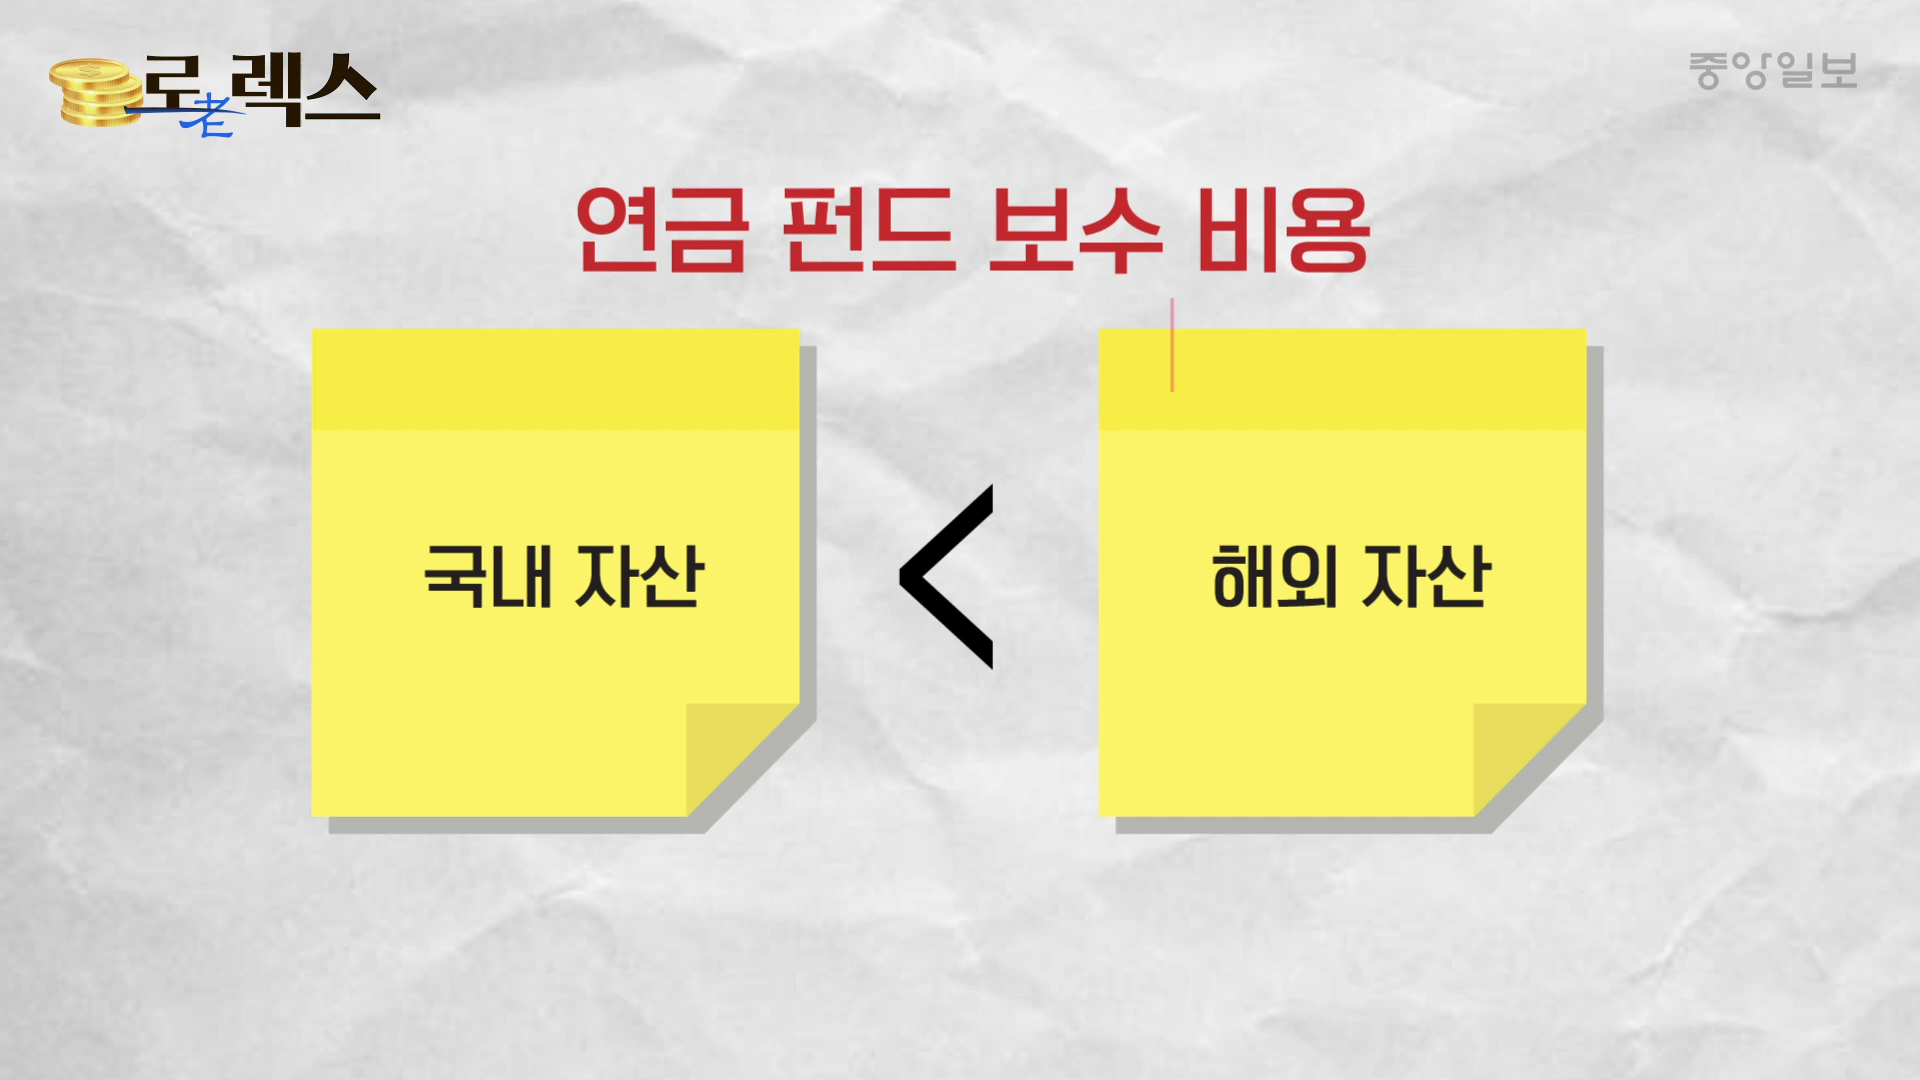 로老렉스
중앙일보
연금 펀드 보수 비용
국내 자산 < 해외 자산